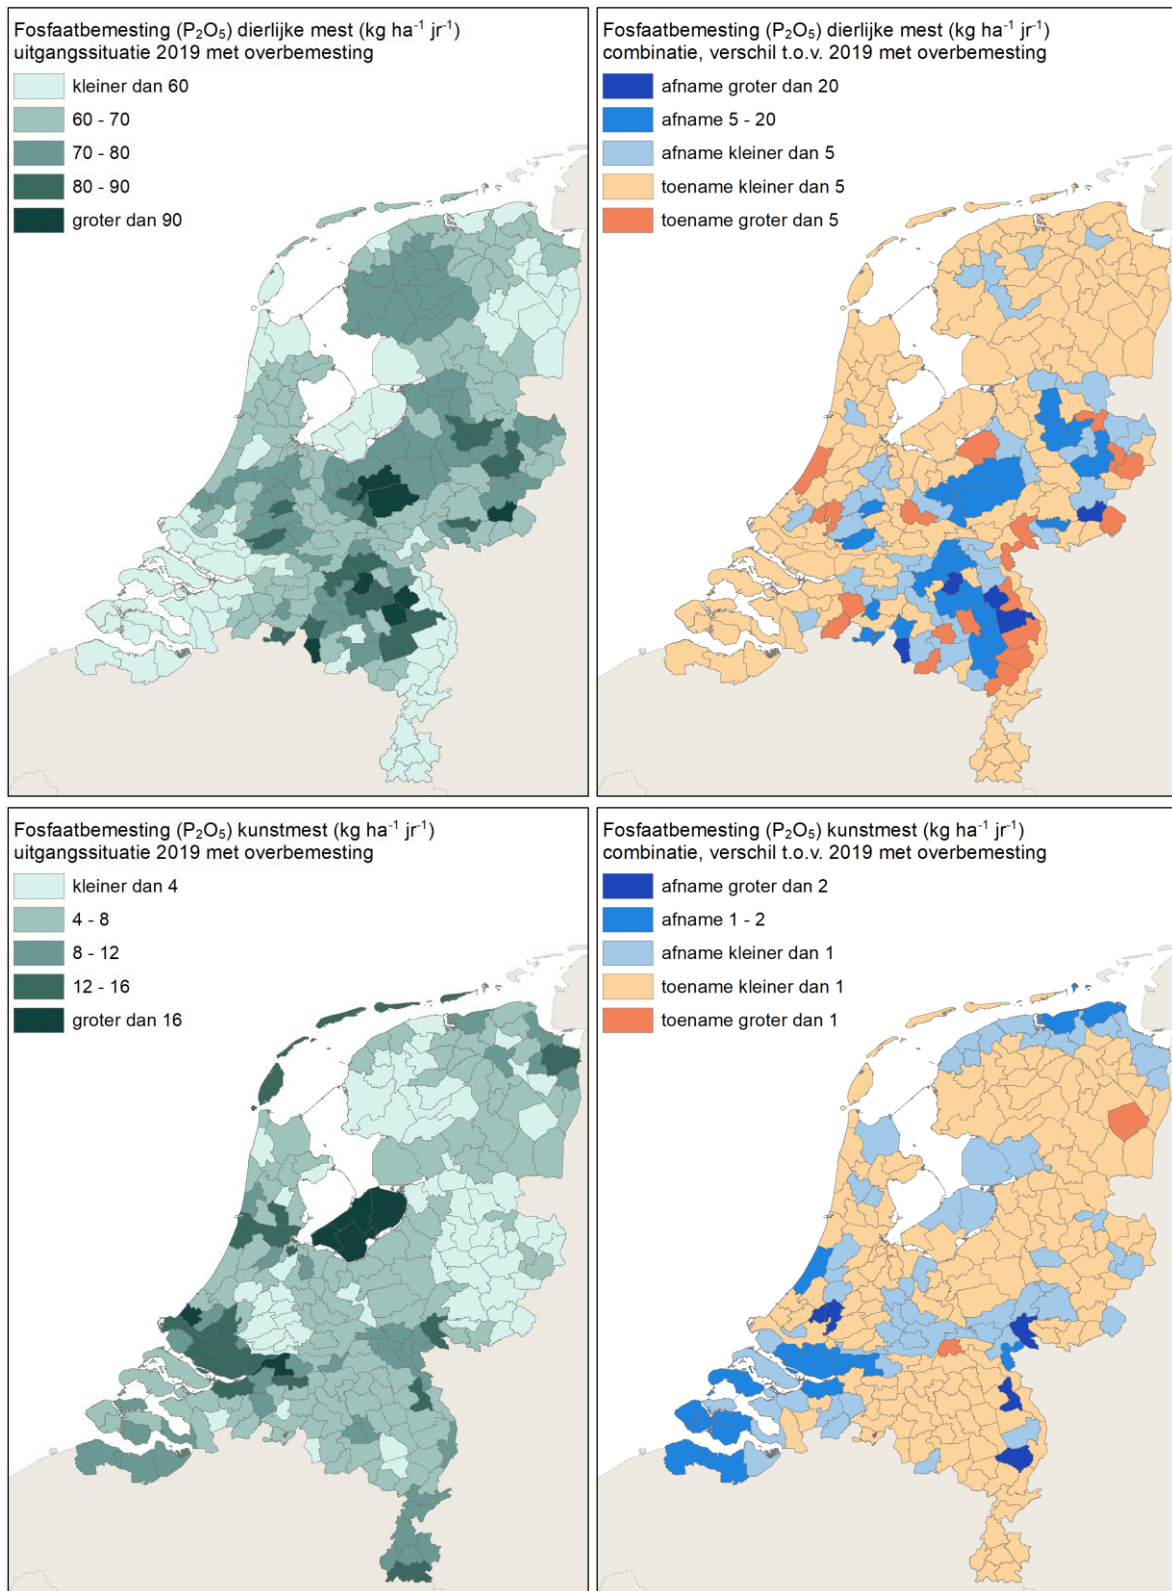 Fosfaatbemesting (P₂O₅) dierlijke mest (kg ha⁻¹ jr⁻¹)
uitgangssituatie 2019 met overbemesting
kleiner dan 60
60 - 70
70 - 80
80 - 90
groter dan 90
Fosfaatbemesting (P₂O₅) dierlijke mest (kg ha⁻¹ jr⁻¹)
combinatie, verschil t.o.v. 2019 met overbemesting
afname groter dan 20
afname 5 - 20
afname kleiner dan 5
toename kleiner dan 5
toename groter dan 5
Fosfaatbemesting (P₂O₅) kunstmest (kg ha⁻¹ jr⁻¹)
uitgangssituatie 2019 met overbemesting
kleiner dan 4
4 - 8
8 - 12
12 - 16
groter dan 16
Fosfaatbemesting (P₂O₅) kunstmest (kg ha⁻¹ jr⁻¹)
combinatie, verschil t.o.v. 2019 met overbemesting
afname groter dan 2
afname 1 - 2
afname kleiner dan 1
toename kleiner dan 1
toename groter dan 1